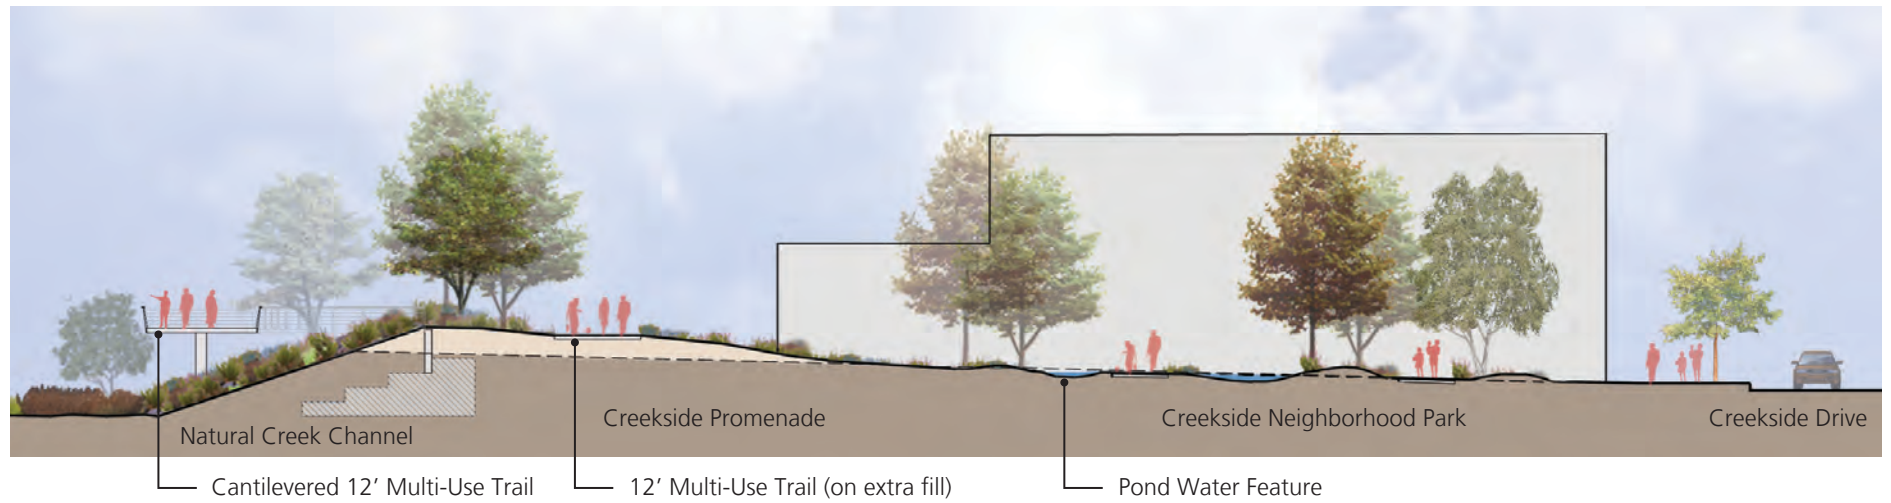 Natural Creek Channel
Creekside Promenade
Creekside Neighborhood Park
Creekside Drive
Cantilevered 12’ Multi-Use Trail
12’ Multi-Use Trail (on extra fill)
Pond Water Feature